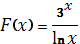 F(x) = 3^x / ln x